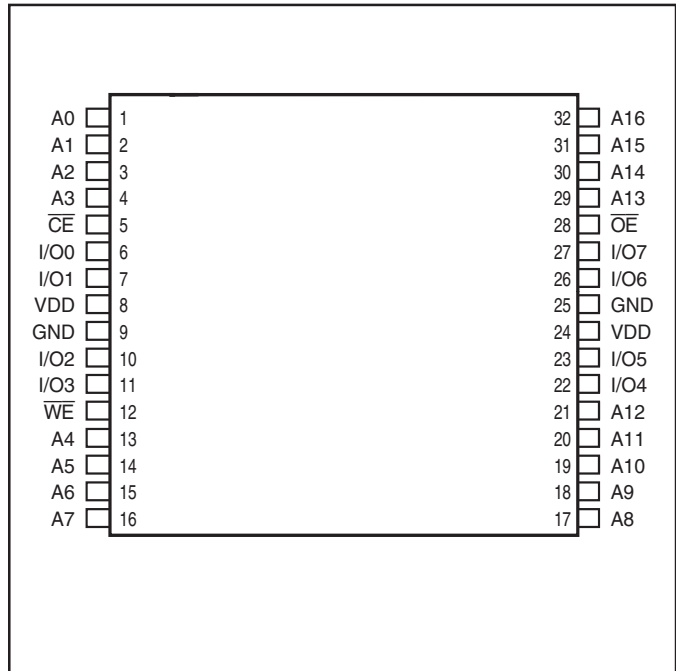 A0 1 32 A16
A1 2 31 A15
A2 3 30 A14
A3 4 29 A13
C̅E̅ 5 28 O̅E̅
I/O0 6 27 I/O7
I/O1 7 26 I/O6
VDD 8 25 GND
GND 9 24 VDD
I/O2 10 23 I/O5
I/O3 11 22 I/O4
W̅E̅ 12 21 A12
A4 13 20 A11
A5 14 19 A10
A6 15 18 A9
A7 16 17 A8